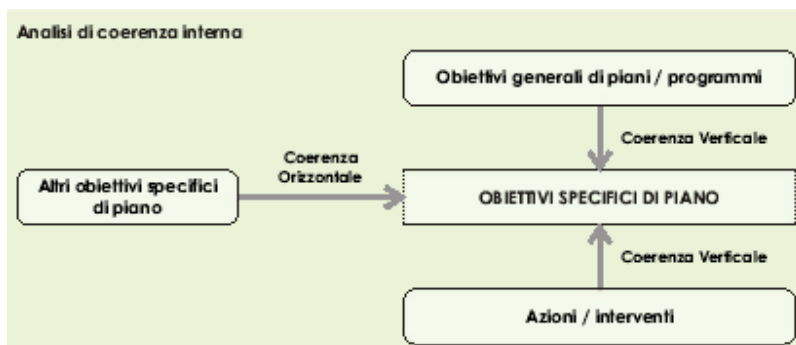 Analisi di coerenza interna
Obiettivi generali di piani / programmi
Coerenza Verticale
Coerenza
Orizzontale
Altri obiettivi specifici
di piano
OBIETTIVI SPECIFICI DI PIANO
Coerenza Verticale
Azioni / interventi